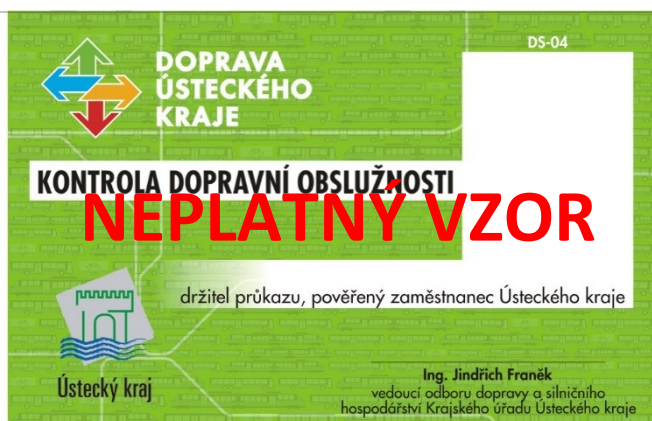 DS-04
DOPRAVA
ÚSTECKÉHO
KRAJE
KONTROLA DOPRAVNÍ OBSLUŽNOSTI
NEPLATNÝ VZOR
držitel průkazu, pověřený zaměstnanec Ústeckého kraje
Ústecký kraj
Ing. Jindřich Franěk
vedoucí odboru dopravy a silničního
hospodářství Krajského úřadu Ústeckého kraje